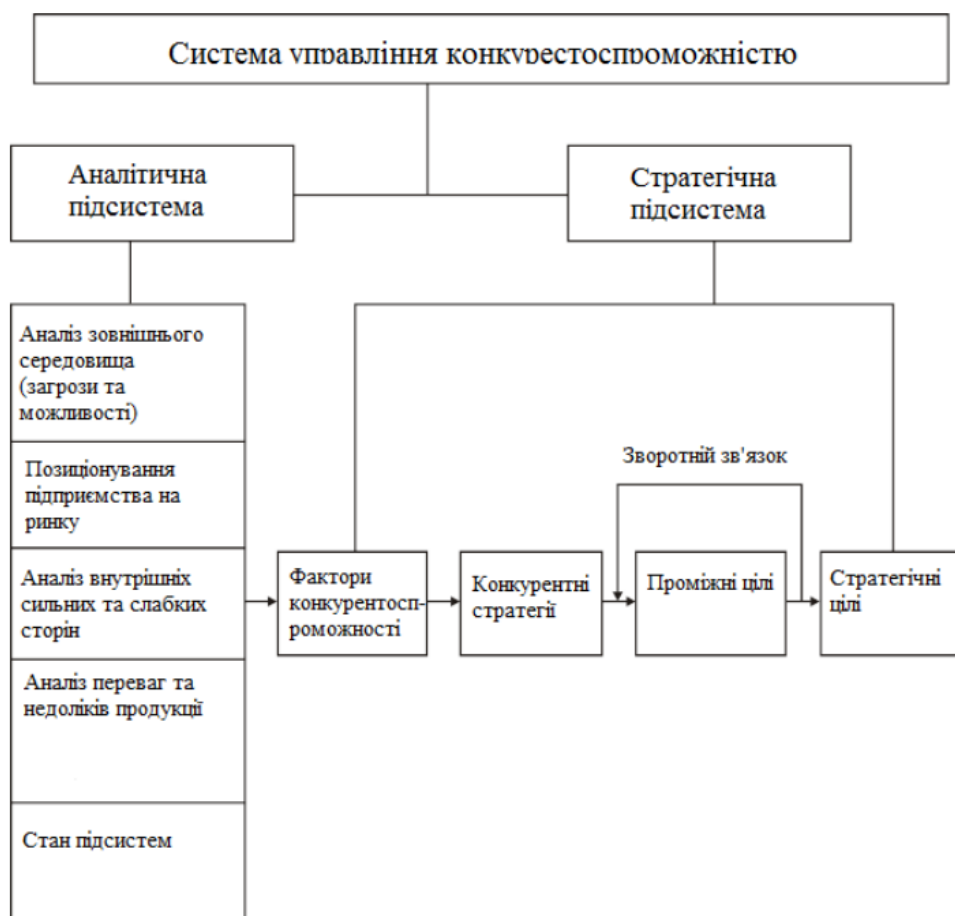 Система управління конкурестоспроможністю
Аналітична
підсистема
Стратегічна
підсистема
Аналіз зовнішнього
середовища
(загрози та
можливості)
Позиціонування
підприємства на
ринку
Аналіз внутрішніх
сильних та слабких
сторін
Аналіз переваг та
недоліків продукції
Стан підсистем
Зворотній зв'язок
Фактори
конкурентосп-
роможності
Конкурентні
стратегії
Проміжні цілі
Стратегічні
цілі